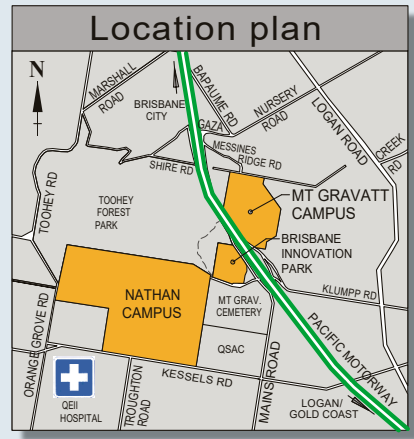 Location plan
N
MARSHALL
ROAD
BRISBANE
CITY
BAPAUME RD
GAZA
NURSERY
ROAD
MESSINES
RIDGE RD
LOGAN ROAD
CREEK
RD
SHIRE RD
TOOHEY RD
TOOHEY
FOREST
PARK
MT GRAVATT
CAMPUS
BRISBANE
INNOVATION
PARK
NATHAN
CAMPUS
MT GRAV.
CEMETERY
KLUMPP RD
ORANGE GROVE RD
QSAC
KESSELS RD
MAINS ROAD
PACIFIC MOTORWAY
QEII
HOSPITAL
TROUGHTON
ROAD
LOGAN/
GOLD COAST